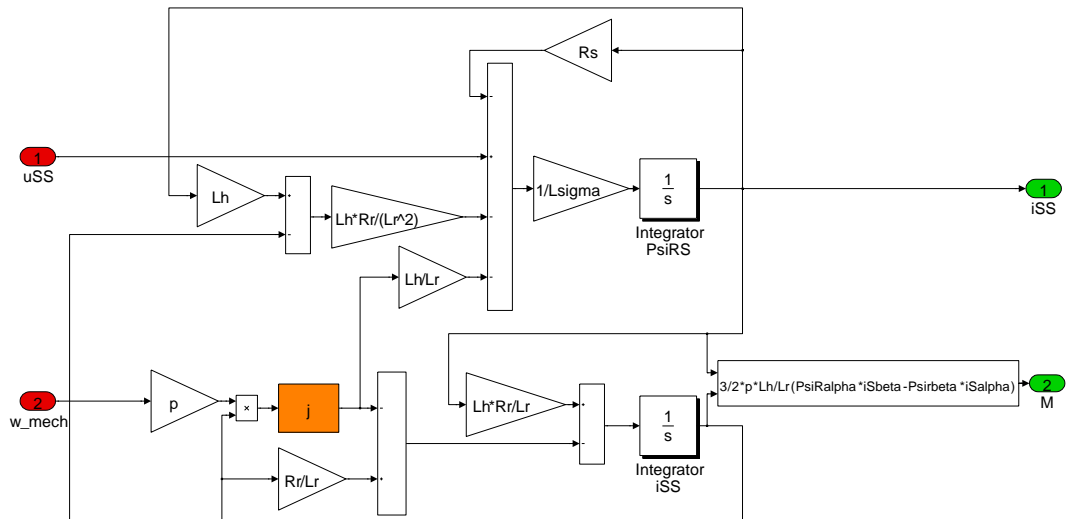 Rs
-
1
uSS
+
Lh
+
-
Lh*Rr/(Lr^2)
-
1/Lsigma
1
s
Integrator
PsiRS
1
iSS
Lh/Lr
-
2
w_mech
p
×
j
-
Rr/Lr
+
Lh*Rr/Lr
+
-
1
s
Integrator
iSS
3/2*p*Lh/Lr(PsiRalpha*iSbeta-Psirbeta*iSalpha)
2
M